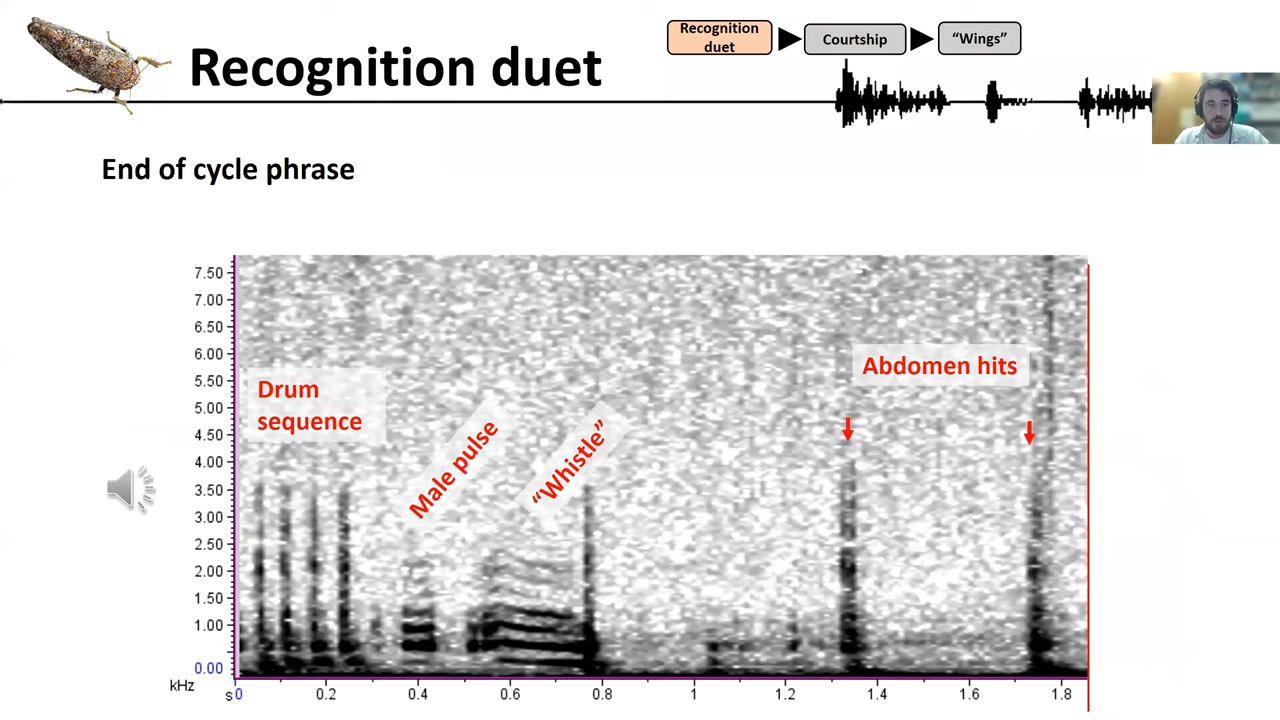 Recognition duet
Recognition
duet
Courtship
“Wings”
End of cycle phrase
7.50
7.00
6.50
6.00
5.50
5.00
4.50
4.00
3.50
3.00
2.50
2.00
1.50
1.00
0.00
kHz
Drum
sequence
Male pulse
“Whistle”
Abdomen hits
s 0 0.2 0.4 0.6 0.8 1 1.2 1.4 1.6 1.8